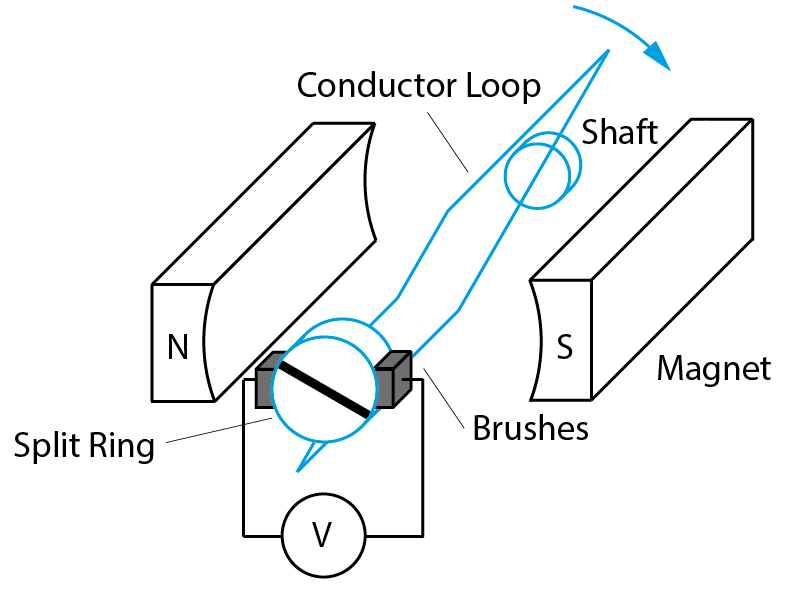 Conductor Loop
Shaft
N
S
Magnet
Brushes
Split Ring
V